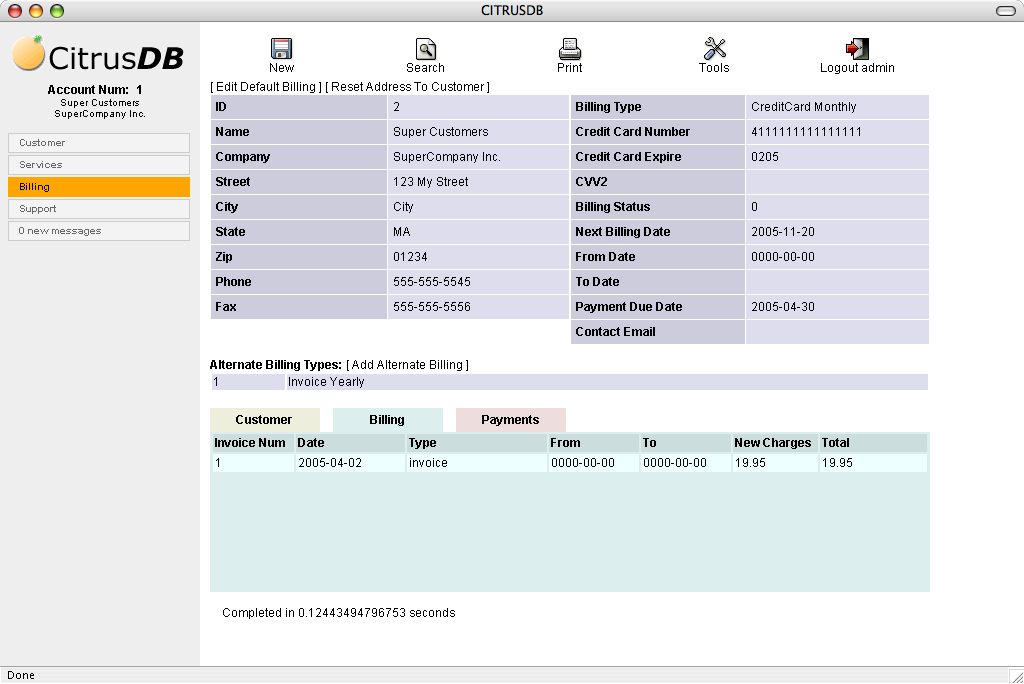 CITRUSDB
CitrusDB
Account Num: 1
Super Customers
SuperCompany Inc.
Customer
Services
Billing
Support
0 new messages
New Search Print Tools Logout admin
[ Edit Default Billing ] [ Reset Address To Customer ]
ID 2 Billing Type CreditCard Monthly
Name Super Customers Credit Card Number 4111111111111111
Company SuperCompany Inc. Credit Card Expire 0205
Street 123 My Street CVV2
City City Billing Status 0
State MA Next Billing Date 2005-11-20
Zip 01234 From Date 0000-00-00
Phone 555-555-5545 To Date
Fax 555-555-5556 Payment Due Date 2005-04-30
Contact Email
Alternate Billing Types: [ Add Alternate Billing ]
1 Invoice Yearly
Customer Billing Payments
Invoice Num Date Type From To New Charges Total
1 2005-04-02 invoice 0000-00-00 0000-00-00 19.95 19.95
Completed in 0.12443494796753 seconds
Done